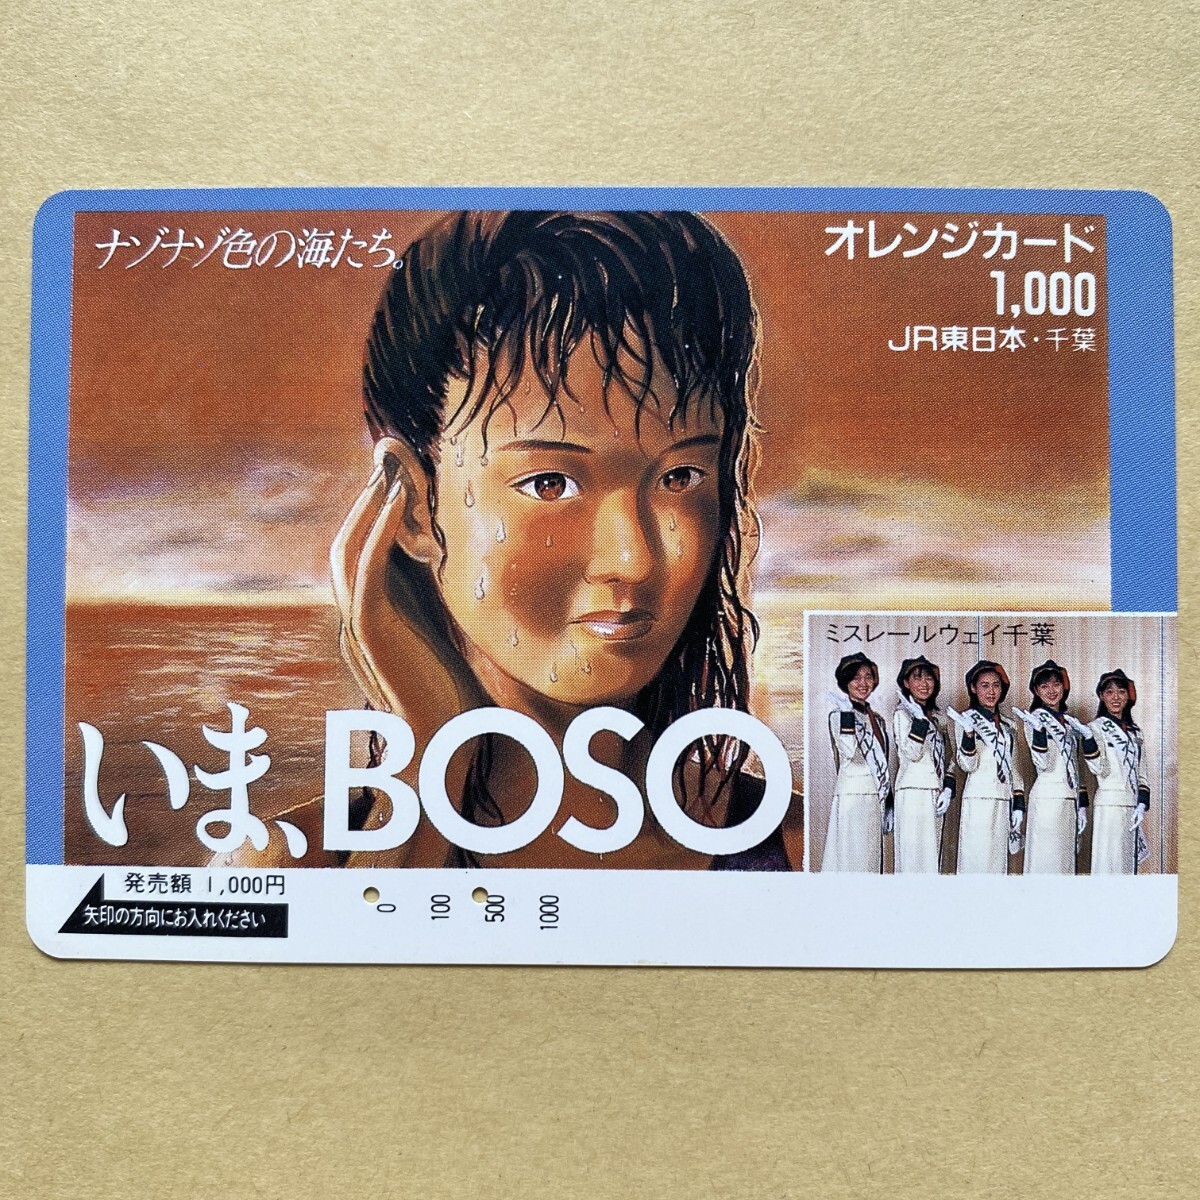 ナゾナゾ色の海たち。
オレンジカード
1,000
JR東日本・千葉
ミスレールウェイ千葉
いま、BOSO
発売額 1,000円
矢印の方向にお入れください
0 100 500 1000